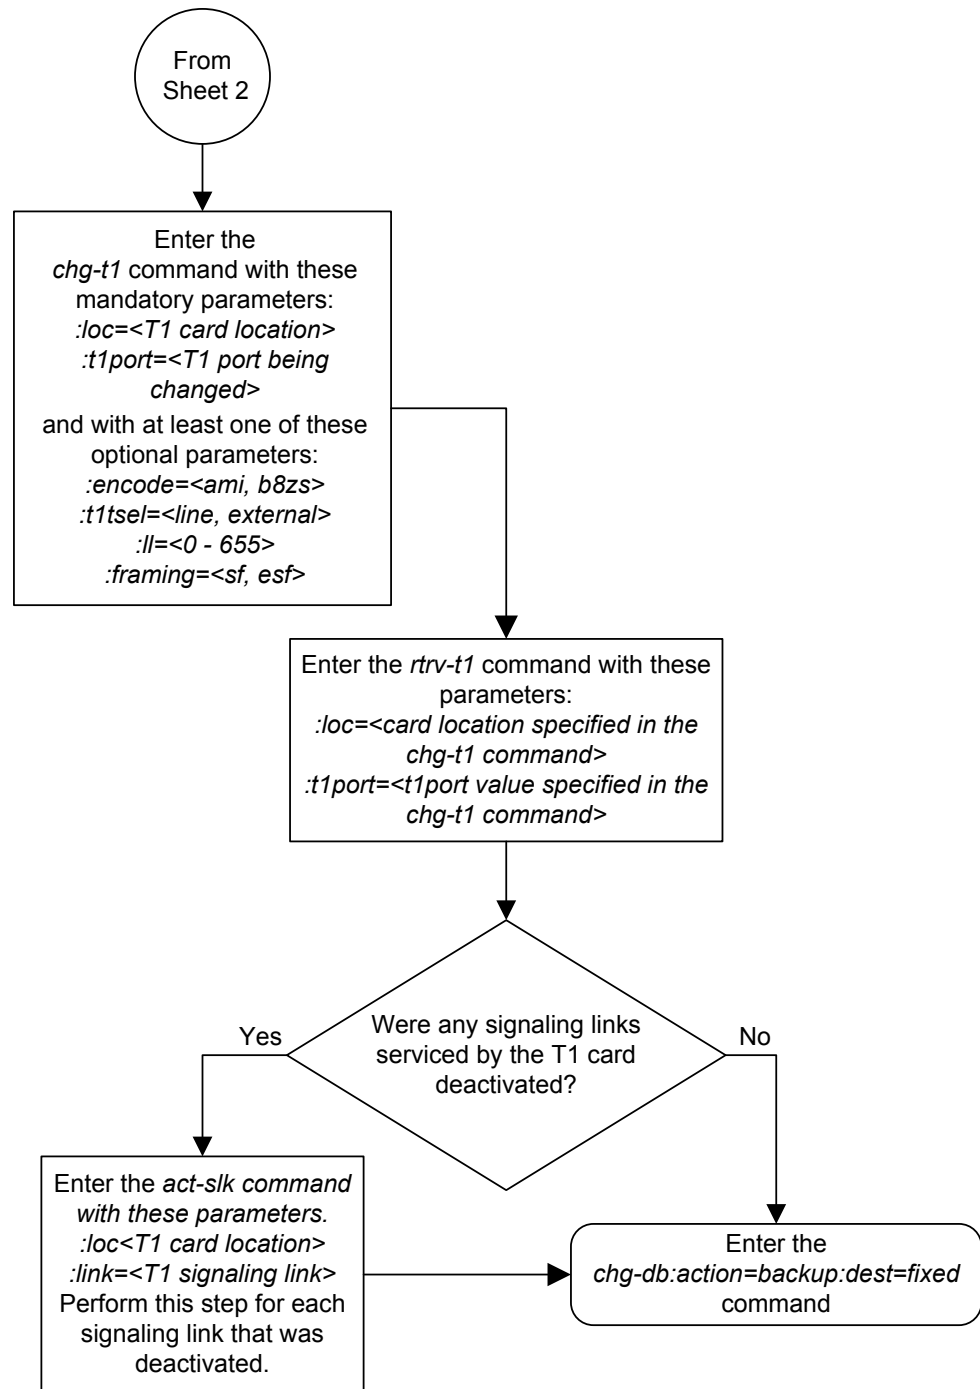 From
Sheet 2
Enter the
chg-t1 command with these
mandatory parameters:
:loc=<T1 card location>
:t1port=<T1 port being
changed>
and with at least one of these
optional parameters:
:encode=<ami, b8zs>
:t1tsel=<line, external>
:ll=<0 - 655>
:framing=<sf, esf>
Enter the rtrv-t1 command with these
parameters:
:loc=<card location specified in the
chg-t1 command>
:t1port=<t1port value specified in the
chg-t1 command>
Were any signaling links
serviced by the T1 card
deactivated?
Yes
No
Enter the act-slk command
with these parameters.
:loc<T1 card location>
:link=<T1 signaling link>
Perform this step for each
signaling link that was
deactivated.
Enter the
chg-db:action=backup:dest=fixed
command